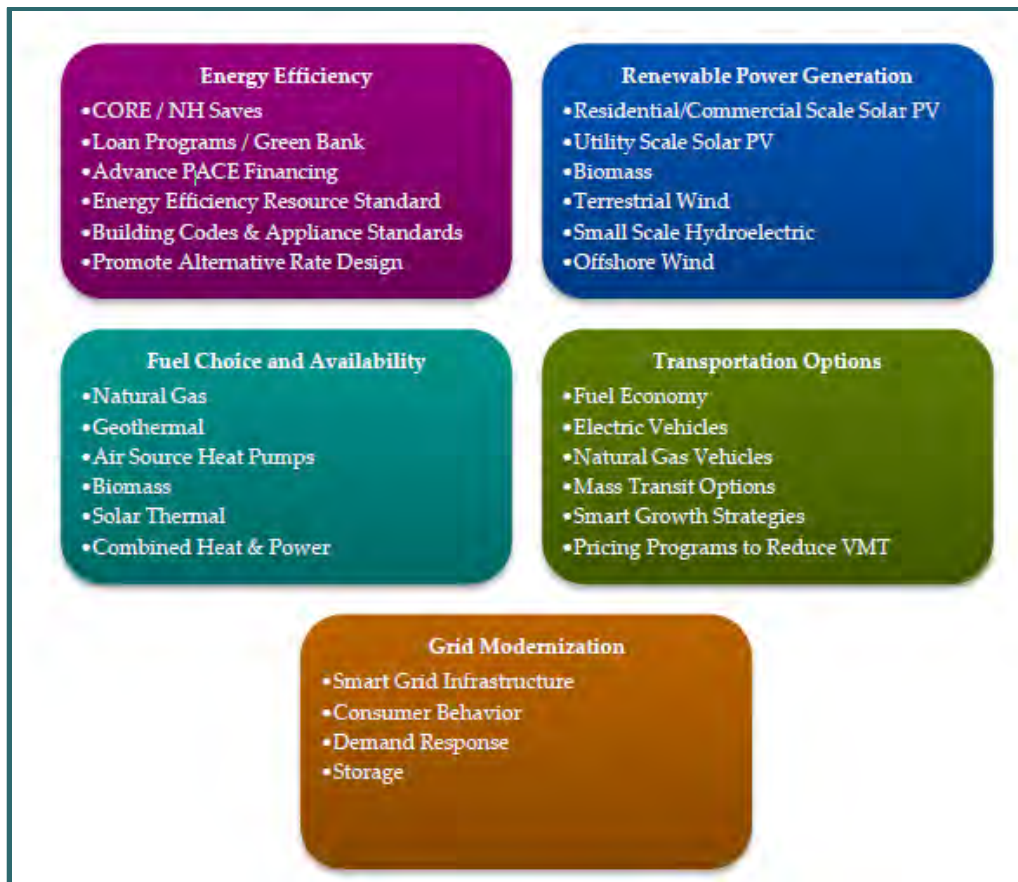 Energy Efficiency
•CORE / NH Saves
•Loan Programs / Green Bank
•Advance PACE Financing
•Energy Efficiency Resource Standard
•Building Codes & Appliance Standards
•Promote Alternative Rate Design
Renewable Power Generation
•Residential/Commercial Scale Solar PV
•Utility Scale Solar PV
•Biomass
•Terrestrial Wind
•Small Scale Hydroelectric
•Offshore Wind
Fuel Choice and Availability
•Natural Gas
•Geothermal
•Air Source Heat Pumps
•Biomass
•Solar Thermal
•Combined Heat & Power
Transportation Options
•Fuel Economy
•Electric Vehicles
•Natural Gas Vehicles
•Mass Transit Options
•Smart Growth Strategies
•Pricing Programs to Reduce VMT
Grid Modernization
•Smart Grid Infrastructure
•Consumer Behavior
•Demand Response
•Storage